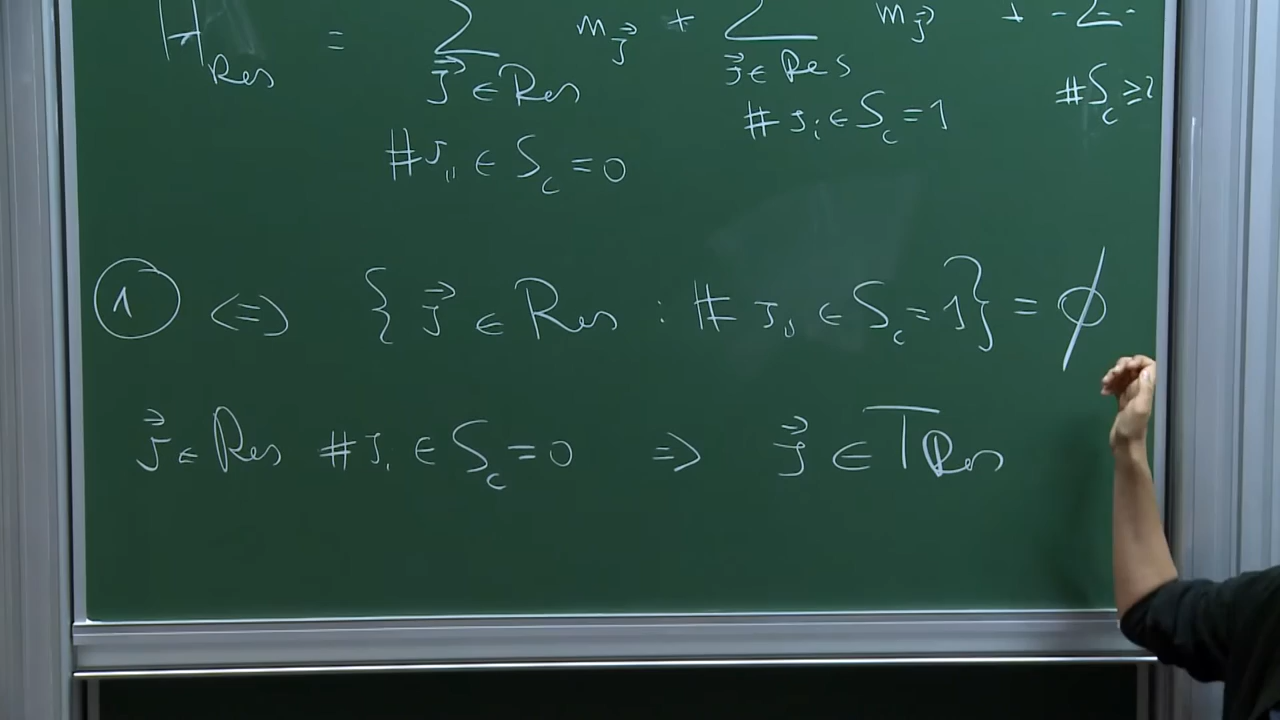 H_Res = Σ_{j⃗ ∈ Res, # j_i ∈ S_c = 0} m_j⃗ + Σ_{j⃗ ∈ Res, # j_i ∈ S_c = 1} m_j⃗ + - Σ_{# S_c ≥ 2}
① <=> { j⃗ ∈ Res : # j_i ∈ S_c = 1 } = ∅
j⃗ ∈ Res # j_i ∈ S_c = 0 => j⃗ ∈ TRes